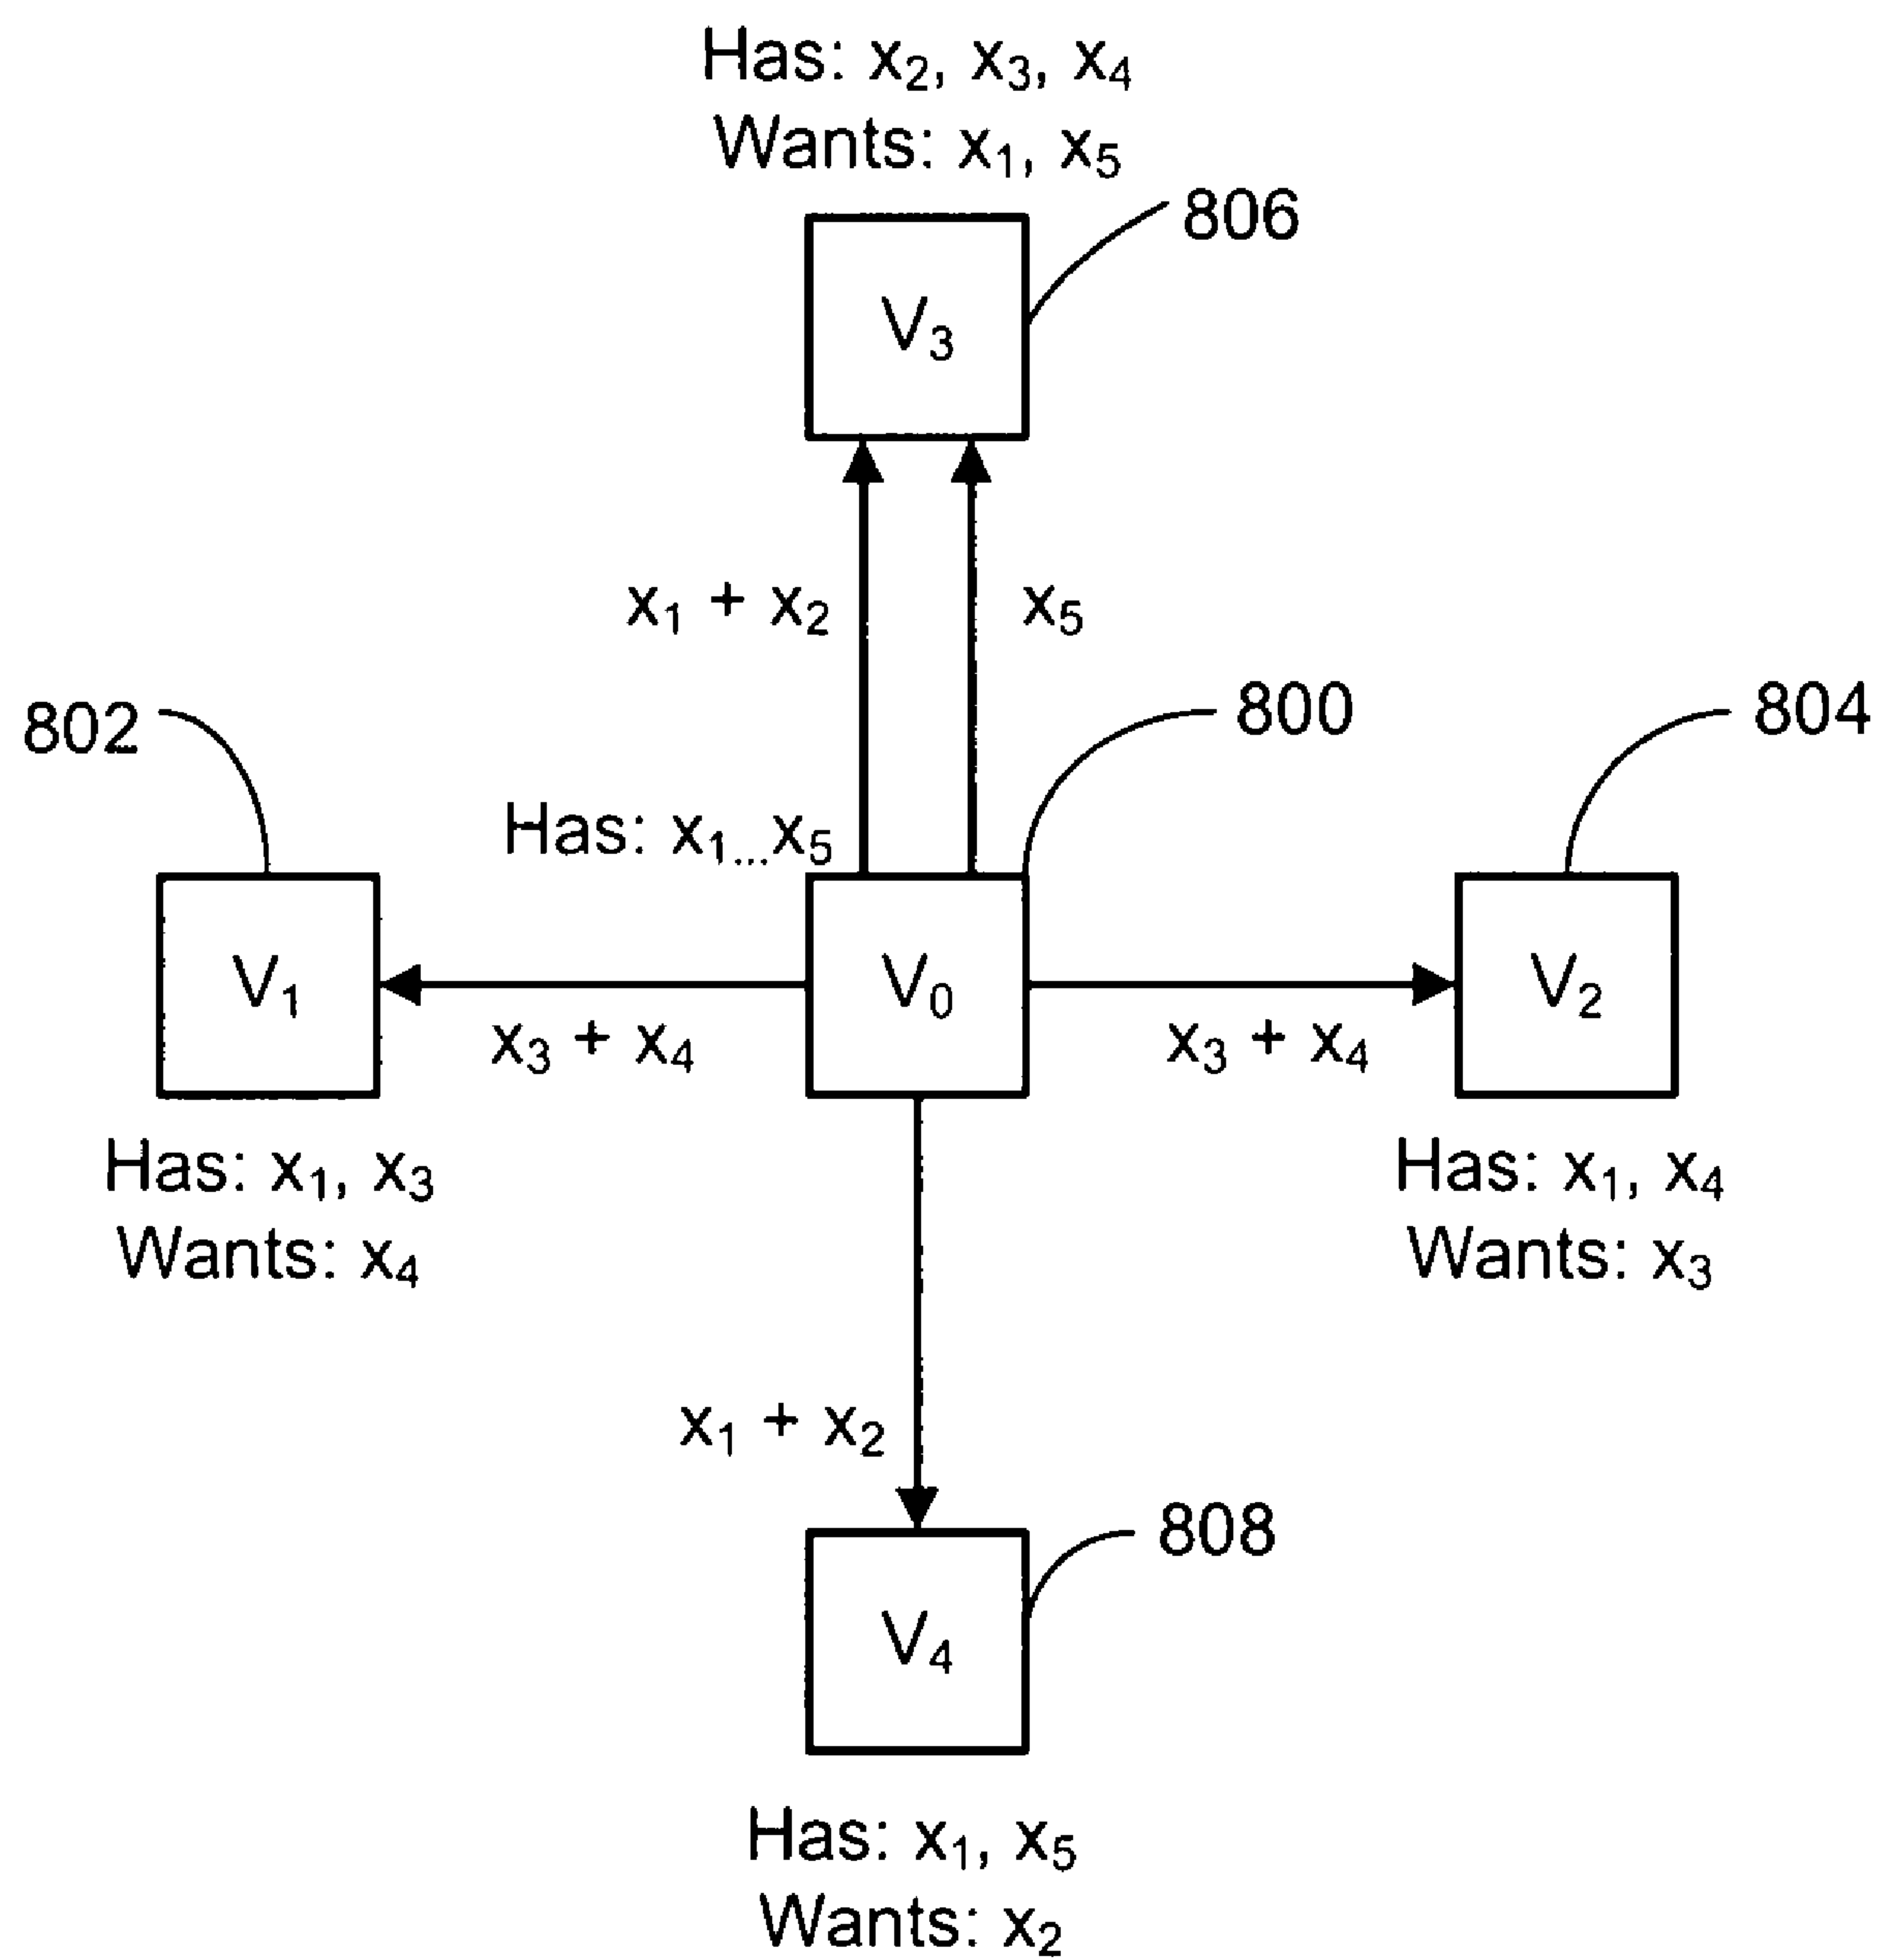 Has: x₂, x₃, x₄
Wants: x₁, x₅
806
V₃
x₁ + x₂
x₅
802
800
804
Has: x₁...x₅
V₁
V₀
V₂
x₃ + x₄
x₃ + x₄
Has: x₁, x₃
Wants: x₄
Has: x₁, x₄
Wants: x₃
x₁ + x₂
808
V₄
Has: x₁, x₅
Wants: x₂